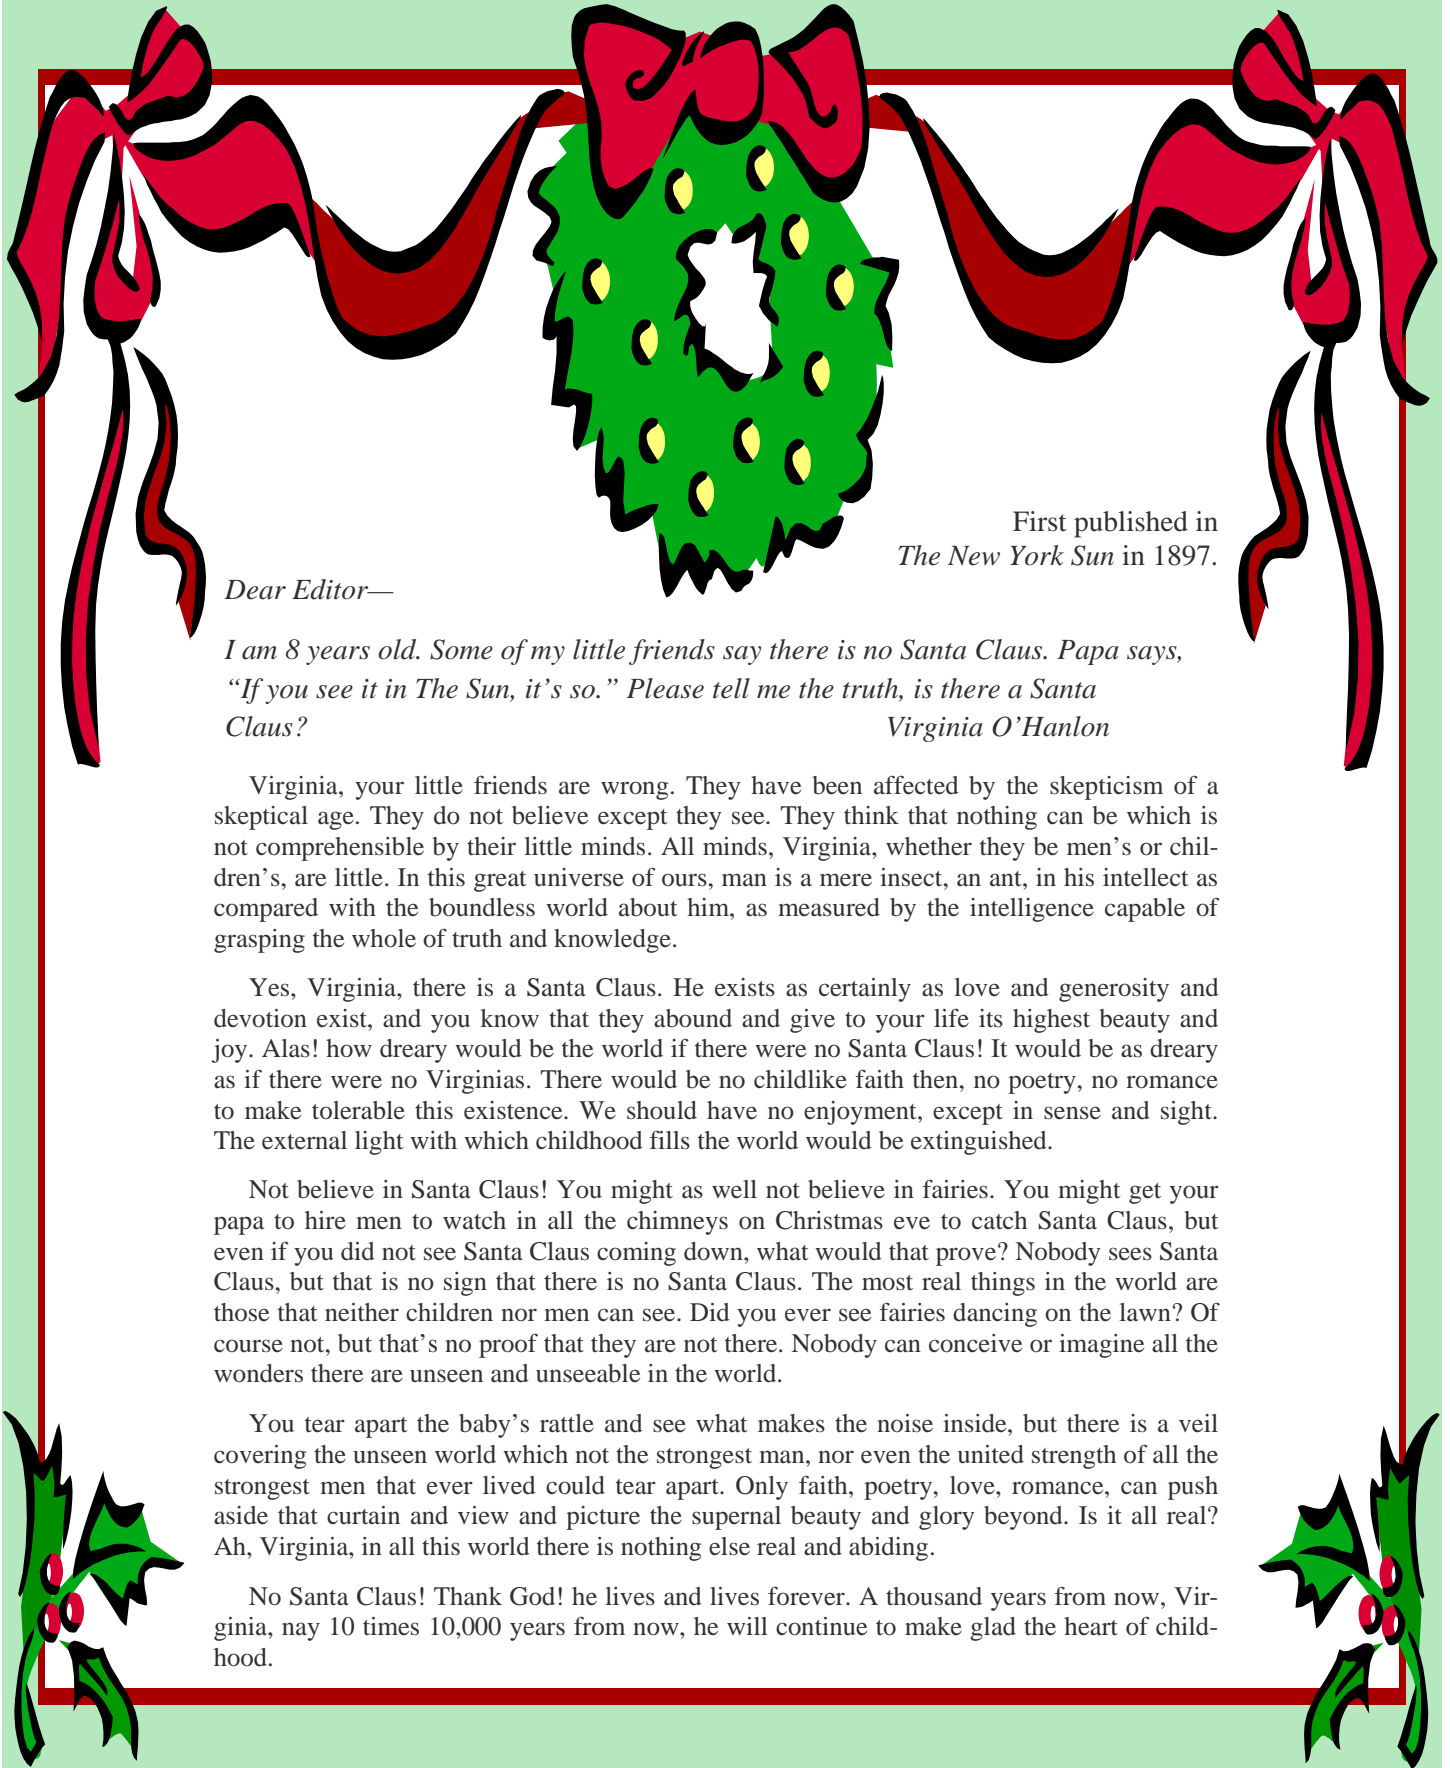 First published in
The New York Sun in 1897.
Dear Editor—
I am 8 years old. Some of my little friends say there is no Santa Claus. Papa says,
“If you see it in The Sun, it’s so.” Please tell me the truth, is there a Santa
Claus? Virginia O’Hanlon
Virginia, your little friends are wrong. They have been affected by the skepticism of a
skeptical age. They do not believe except they see. They think that nothing can be which is
not comprehensible by their little minds. All minds, Virginia, whether they be men’s or chil-
dren’s, are little. In this great universe of ours, man is a mere insect, an ant, in his intellect as
compared with the boundless world about him, as measured by the intelligence capable of
grasping the whole of truth and knowledge.
Yes, Virginia, there is a Santa Claus. He exists as certainly as love and generosity and
devotion exist, and you know that they abound and give to your life its highest beauty and
joy. Alas! how dreary would be the world if there were no Santa Claus! It would be as dreary
as if there were no Virginias. There would be no childlike faith then, no poetry, no romance
to make tolerable this existence. We should have no enjoyment, except in sense and sight.
The external light with which childhood fills the world would be extinguished.
Not believe in Santa Claus! You might as well not believe in fairies. You might get your
papa to hire men to watch in all the chimneys on Christmas eve to catch Santa Claus, but
even if you did not see Santa Claus coming down, what would that prove? Nobody sees Santa
Claus, but that is no sign that there is no Santa Claus. The most real things in the world are
those that neither children nor men can see. Did you ever see fairies dancing on the lawn? Of
course not, but that’s no proof that they are not there. Nobody can conceive or imagine all the
wonders there are unseen and unseeable in the world.
You tear apart the baby’s rattle and see what makes the noise inside, but there is a veil
covering the unseen world which not the strongest man, nor even the united strength of all the
strongest men that ever lived could tear apart. Only faith, poetry, love, romance, can push
aside that curtain and view and picture the supernal beauty and glory beyond. Is it all real?
Ah, Virginia, in all this world there is nothing else real and abiding.
No Santa Claus! Thank God! he lives and lives forever. A thousand years from now, Vir-
ginia, nay 10 times 10,000 years from now, he will continue to make glad the heart of child-
hood.